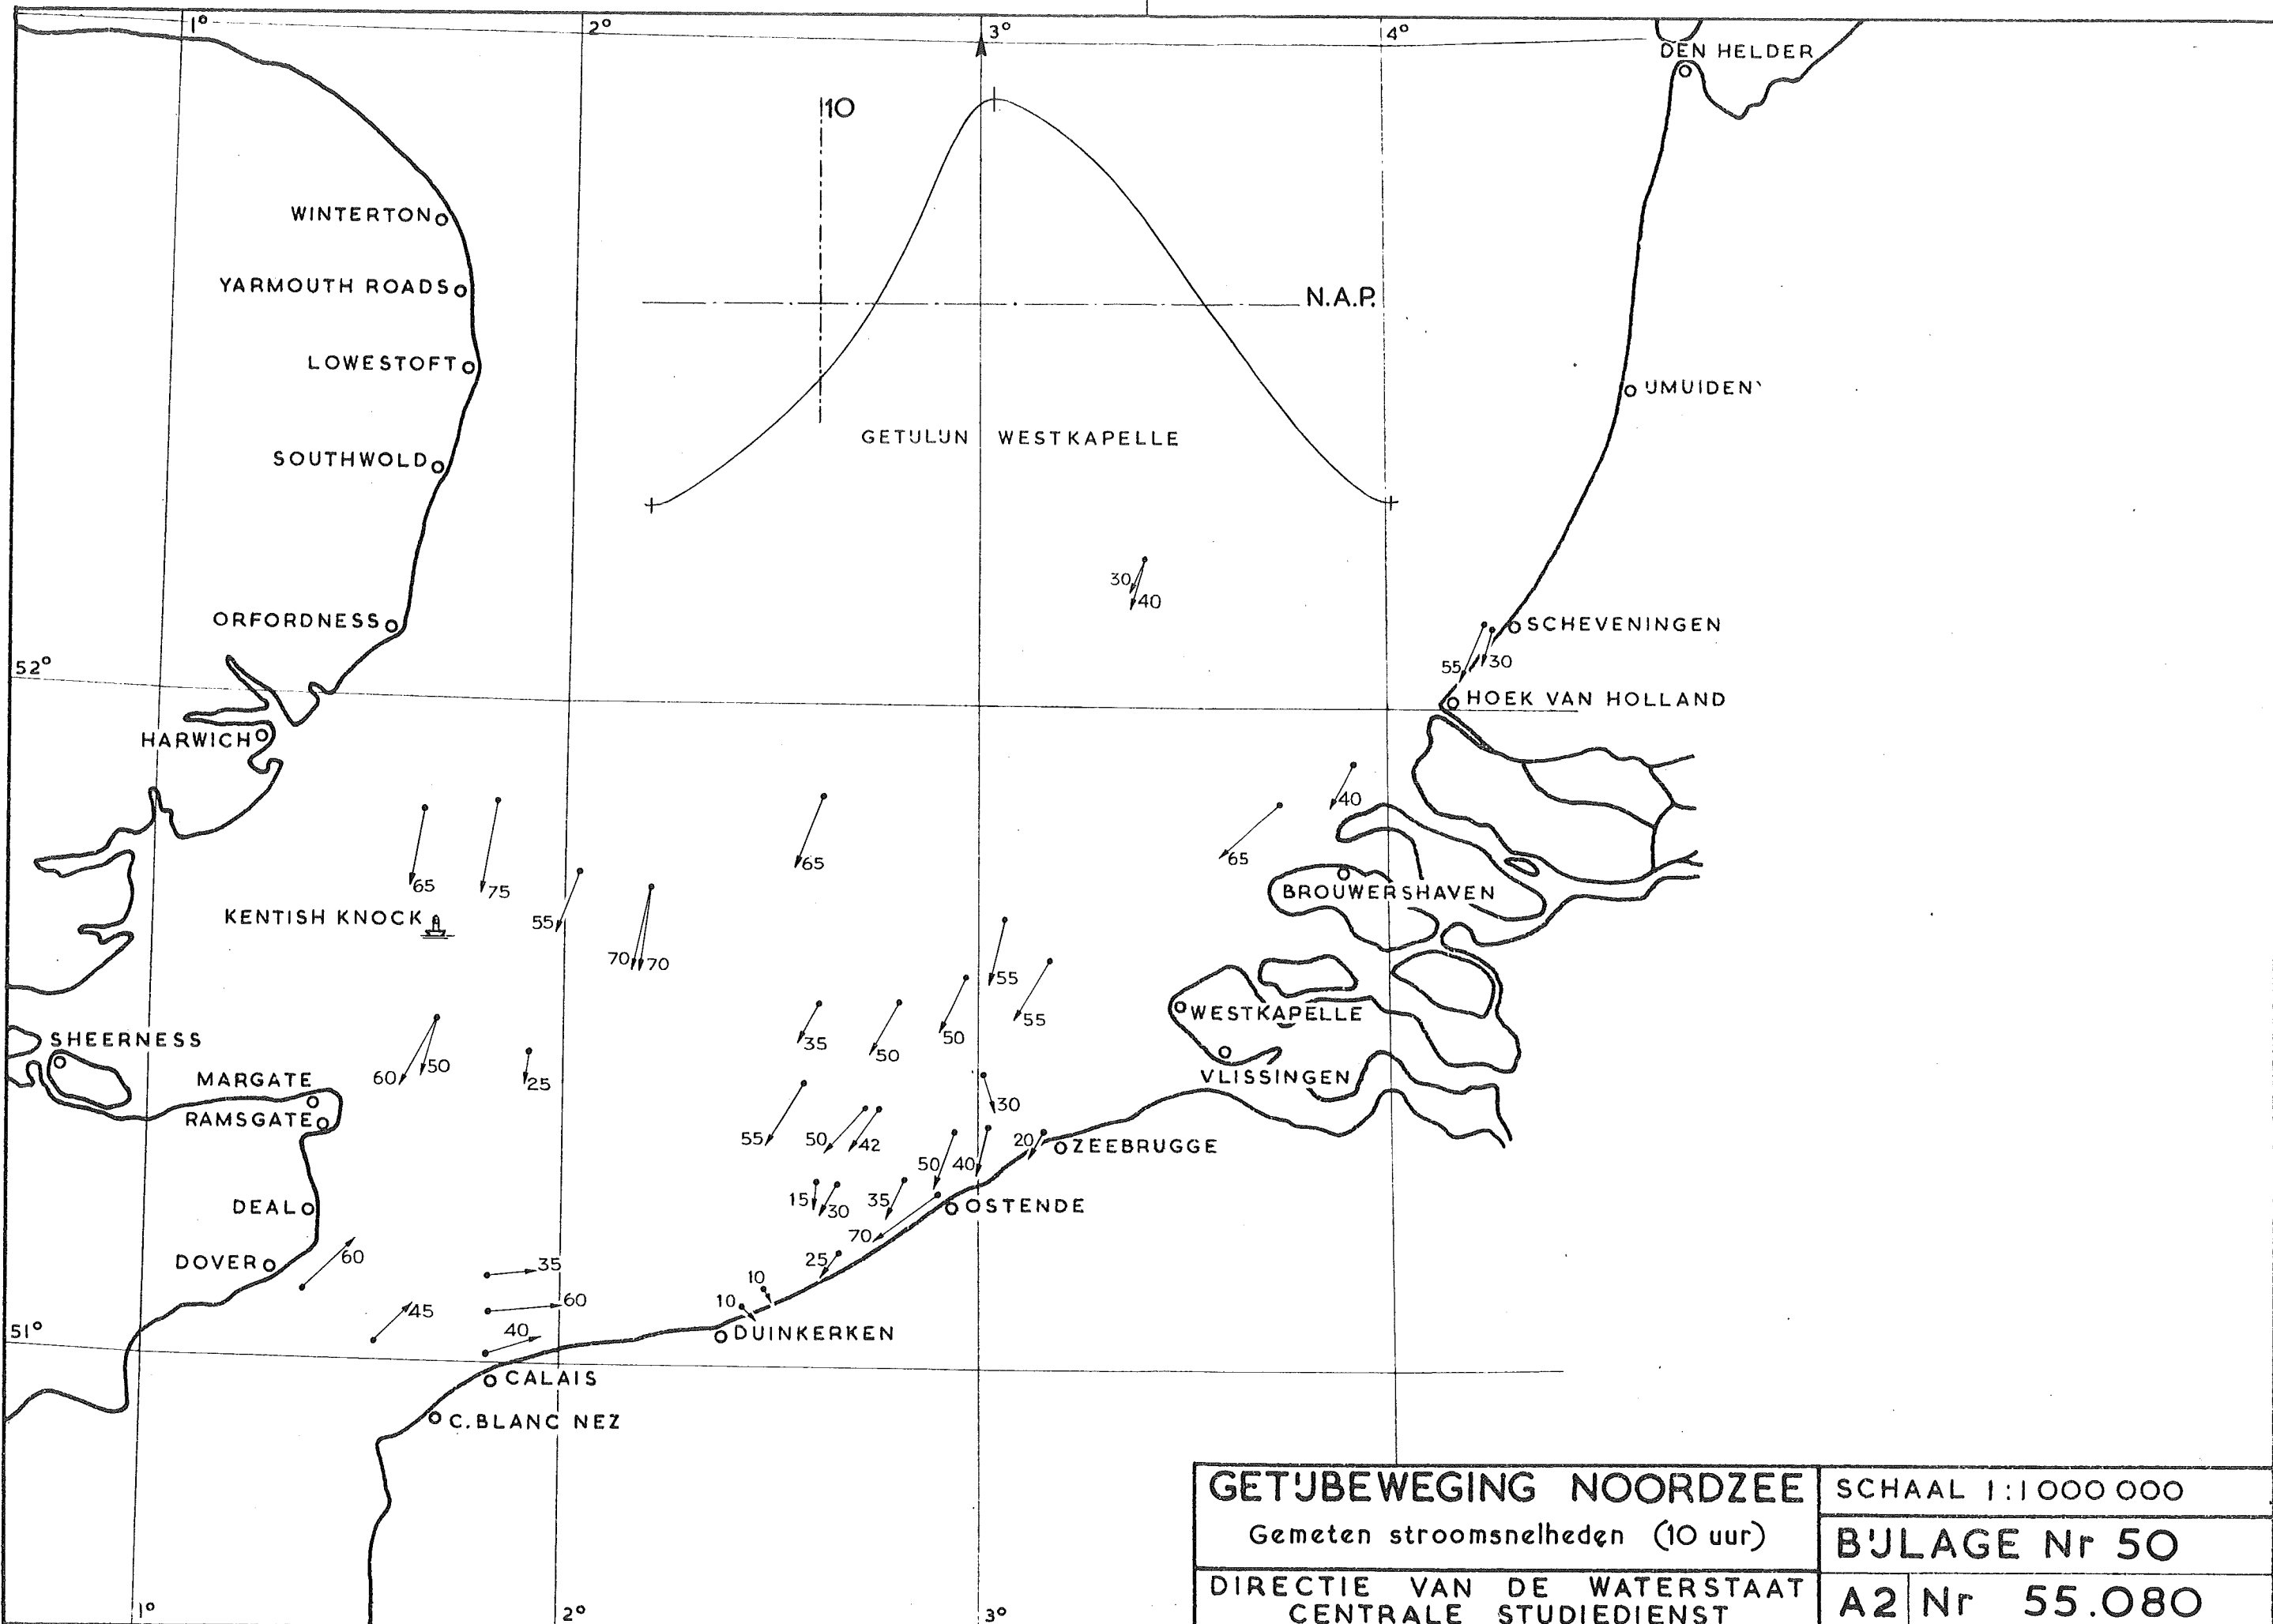 1° 2° 3° 4°
DEN HELDER
10
WINTERTON
YARMOUTH ROADS
N.A.P.
LOWESTOFT
IJMUIDEN
GETIJLIJN WESTKAPELLE
SOUTHWOLD
30
40
ORFORDNESS
SCHEVENINGEN
55 30
52°
HOEK VAN HOLLAND
HARWICH
40
65
65
65 75
BROUWERSHAVEN
KENTISH KNOCK
55
70 70
55
WESTKAPELLE
55
50
35 50
SHEERNESS
60 50
25
MARGATE
VLISSINGEN
RAMSGATE
30
55 50 42
20
ZEEBRUGGE
50 40
15 30 35
DEAL
OSTENDE
70
60
DOVER
25
35
10
10
60
45
40
51°
DUINKERKEN
CALAIS
C.BLANC NEZ
GETIJBEWEGING NOORDZEE
Gemeten stroomsnelheden (10 uur)
DIRECTIE VAN DE WATERSTAAT
CENTRALE STUDIEDIENST
SCHAAL 1:1 000 000
BIJLAGE Nr 50
A2 Nr 55.080
1° 2° 3°